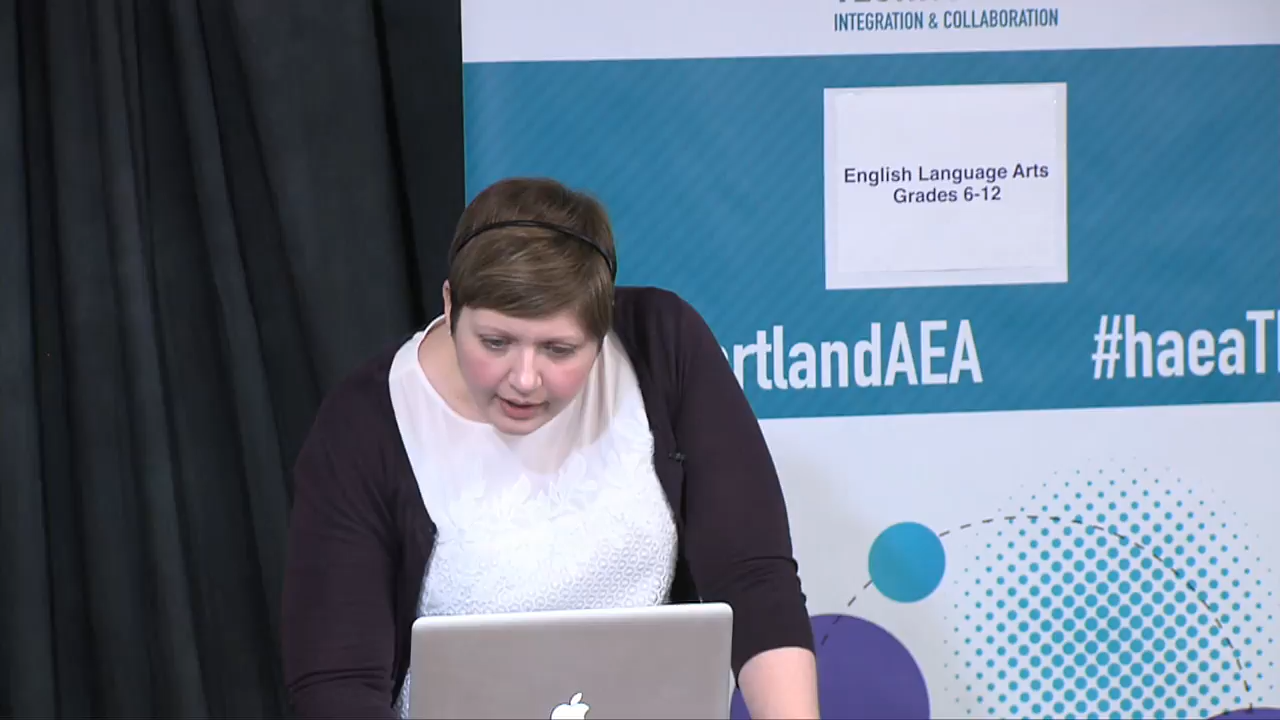 INTEGRATION & COLLABORATION
English Language Arts
Grades 6-12
rtlandAEA
#haeaT